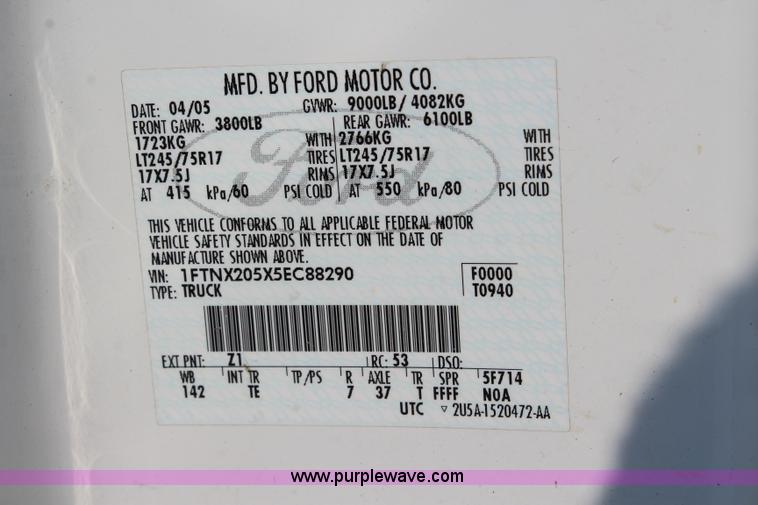 MFD. BY FORD MOTOR CO.
DATE: 04/05 GVWR: 9000LB/ 4082KG
FRONT GAWR: 3800LB REAR GAWR: 6100LB
1723KG WITH 2766KG WITH
LT245/75R17 TIRES LT245/75R17 TIRES
17X7.5J RIMS 17X7.5J RIMS
AT 415 kPa/60 PSI COLD AT 550 kPa/80 PSI COLD
Ford
THIS VEHICLE CONFORMS TO ALL APPLICABLE FEDERAL MOTOR
VEHICLE SAFETY STANDARDS IN EFFECT ON THE DATE OF
MANUFACTURE SHOWN ABOVE.
VIN: 1FTNX205X5EC88290 F0000
TYPE: TRUCK T0940
EXT PNT: Z1 RC: 53 DSO:
WB INT TR TP/PS R AXLE TR SPR 5F714
142 TE 7 37 T FFFF NOA
UTC ▽ 2U5A-1520472-AA
www.purplewave.com